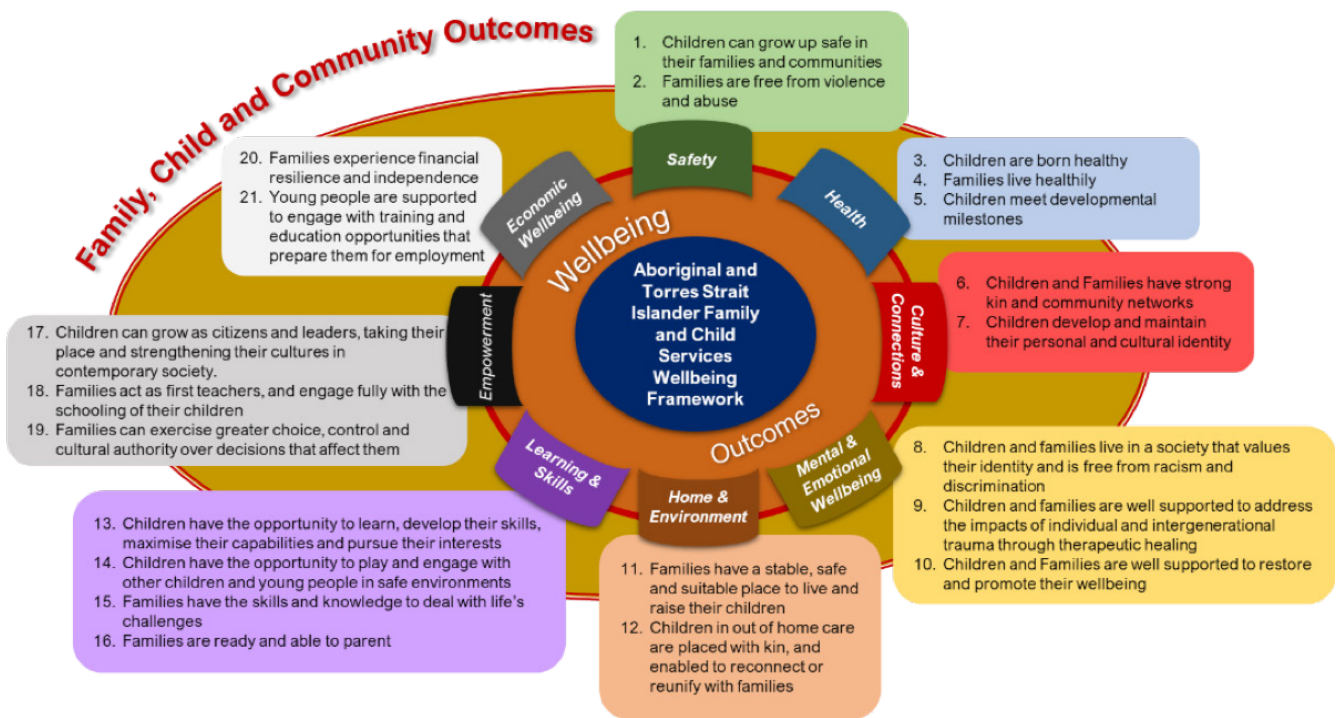 Family, Child and Community Outcomes
1. Children can grow up safe in
their families and communities
2. Families are free from violence
and abuse
Safety
3. Children are born healthy
4. Families live healthily
5. Children meet developmental
milestones
Health
6. Children and Families have strong
kin and community networks
7. Children develop and maintain
their personal and cultural identity
Culture &
Connections
8. Children and families live in a society that values
their identity and is free from racism and
discrimination
9. Children and families are well supported to address
the impacts of individual and intergenerational
trauma through therapeutic healing
10. Children and Families are well supported to restore
and promote their wellbeing
Mental &
Emotional
Wellbeing
11. Families have a stable, safe
and suitable place to live and
raise their children
12. Children in out of home care
are placed with kin, and
enabled to reconnect or
reunify with families
Home &
Environment
13. Children have the opportunity to learn, develop their skills,
maximise their capabilities and pursue their interests
14. Children have the opportunity to play and engage with
other children and young people in safe environments
15. Families have the skills and knowledge to deal with life's
challenges
16. Families are ready and able to parent
Learning &
Skills
17. Children can grow as citizens and leaders, taking their
place and strengthening their cultures in
contemporary society.
18. Families act as first teachers, and engage fully with the
schooling of their children
19. Families can exercise greater choice, control and
cultural authority over decisions that affect them
Empowerment
20. Families experience financial
resilience and independence
21. Young people are supported
to engage with training and
education opportunities that
prepare them for employment
Economic
Wellbeing
Wellbeing
Aboriginal and
Torres Strait
Islander Family
and Child
Services
Wellbeing
Framework
Outcomes